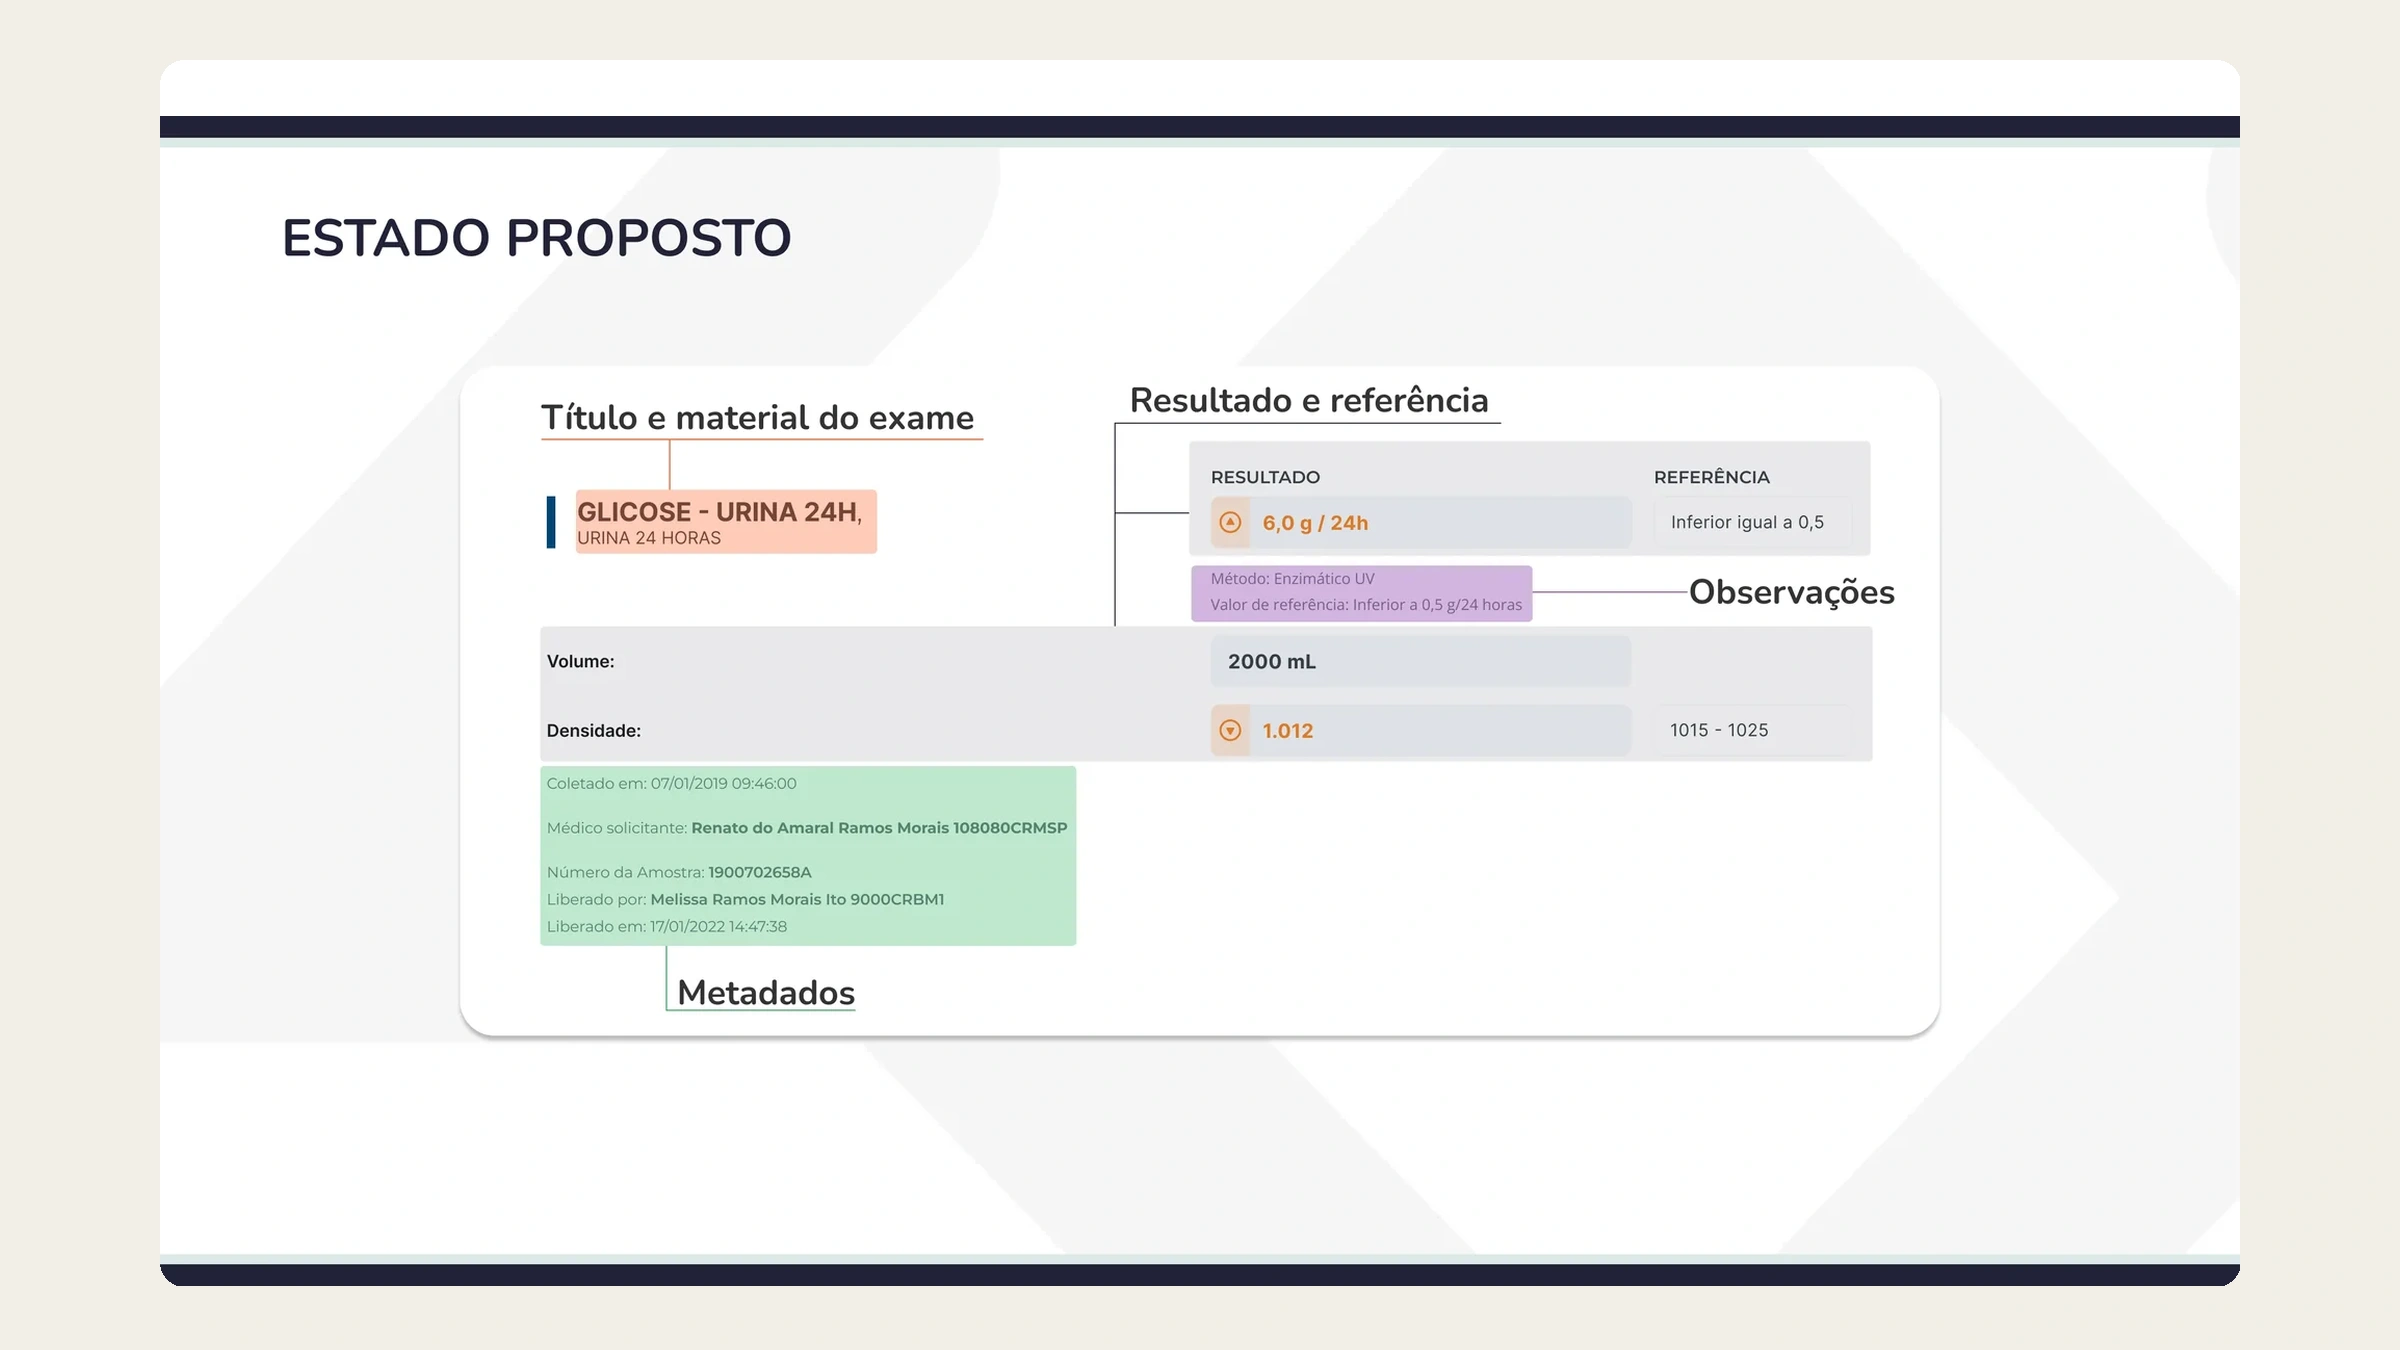 ESTADO PROPOSTO
Título e material do exame
GLICOSE - URINA 24H,
URINA 24 HORAS
Resultado e referência
RESULTADO
REFERÊNCIA
6,0 g / 24h
Inferior igual a 0,5
Método: Enzimático UV
Valor de referência: Inferior a 0,5 g/24 horas
Observações
Volume:
2000 mL
Densidade:
1.012
1015 - 1025
Coletado em: 07/01/2019 09:46:00
Médico solicitante: Renato do Amaral Ramos Morais 108080CRMSP
Número da Amostra: 1900702658A
Liberado por: Melissa Ramos Morais Ito 9000CRBM1
Liberado em: 17/01/2022 14:47:38
Metadados